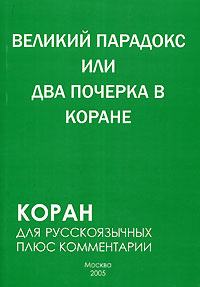 ВЕЛИКИЙ ПАРАДОКС
ИЛИ
ДВА ПОЧЕРКА В
КОРАНЕ
КОРАН
ДЛЯ РУССКОЯЗЫЧНЫХ
ПЛЮС КОММЕНТАРИИ
Москва
2005